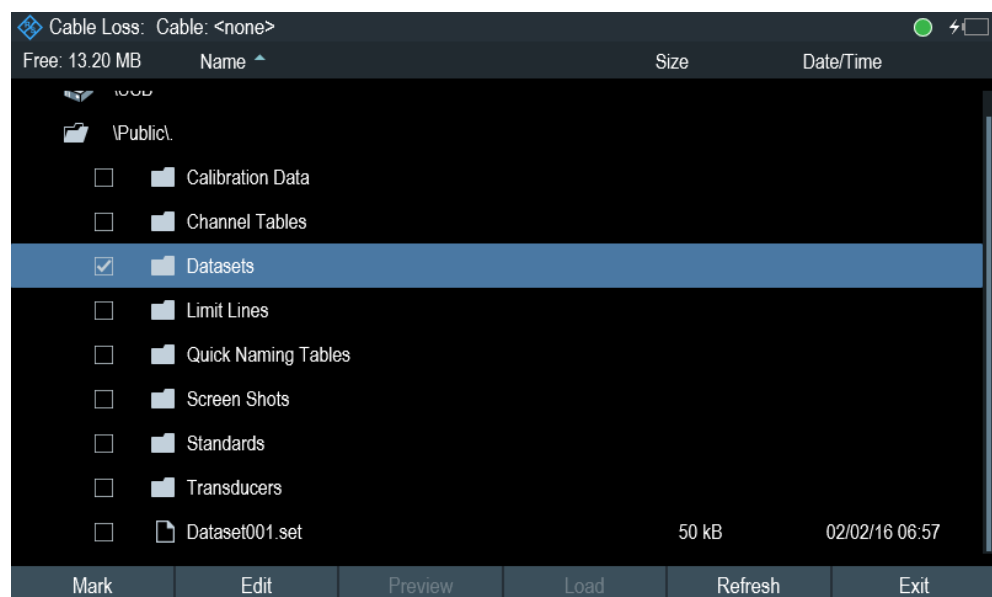 Cable Loss: Cable: <none>
Free: 13.20 MB Name Size Date/Time
\Public\.
Calibration Data
Channel Tables
Datasets
Limit Lines
Quick Naming Tables
Screen Shots
Standards
Transducers
Dataset001.set 50 kB 02/02/16 06:57
Mark Edit Preview Load Refresh Exit